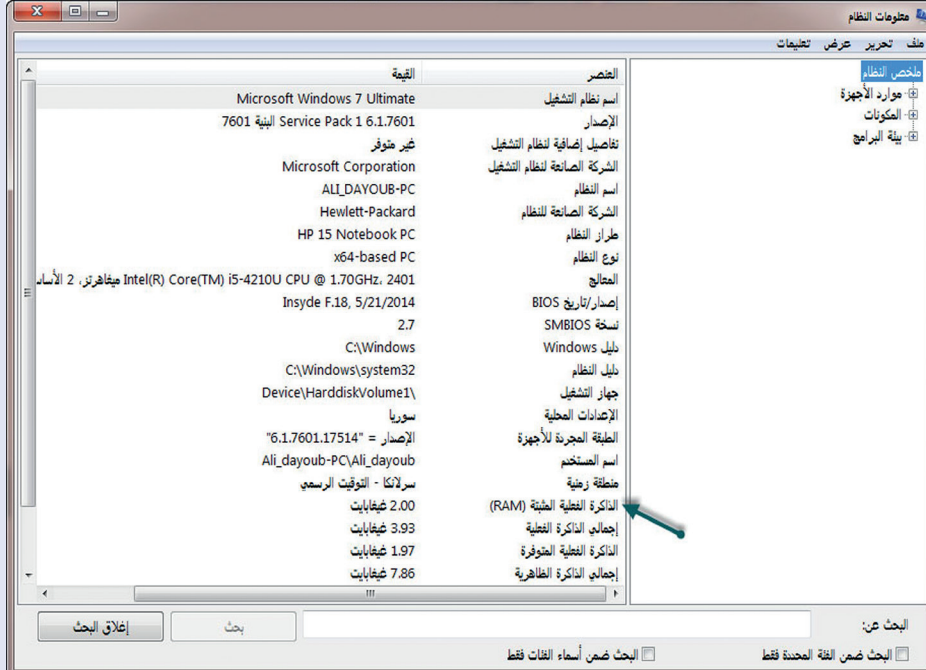 معلومات النظام
ملف تحرير عرض تعليمات
ملخص النظام
موارد الأجهزة
المكونات
بيئة البرامج
العنصر القيمة
اسم نظام التشغيل Microsoft Windows 7 Ultimate
الإصدار 6.1.7601 Service Pack 1 البنية 7601
تفاصيل إضافية لنظام التشغيل غير متوفر
الشركة الصانعة لنظام التشغيل Microsoft Corporation
اسم النظام ALI_DAYOUB-PC
الشركة الصانعة للنظام Hewlett-Packard
طراز النظام HP 15 Notebook PC
نوع النظام x64-based PC
المعالج Intel(R) Core(TM) i5-4210U CPU @ 1.70GHz، 2401 ميغاهرتز، 2
إصدار/تاريخ BIOS Insyde F.18, 5/21/2014
نسخة SMBIOS 2.7
دليل Windows C:\Windows
دليل النظام C:\Windows\system32
جهاز التشغيل \Device\HarddiskVolume1
الإعدادات المحلية سوريا
الطبقة المجردة للأجهزة الإصدار = "6.1.7601.17514"
اسم المستخدم Ali_dayoub-PC\Ali_dayoub
منطقة زمنية سرلانكا - التوقيت الرسمي
الذاكرة الفعلية المثبتة (RAM) 2.00 غيغابايت
إجمالي الذاكرة الفعلية 3.93 غيغابايت
الذاكرة الفعلية المتوفرة 1.97 غيغابايت
إجمالي الذاكرة الظاهرية 7.86 غيغابايت
البحث عن: بحث إغلاق البحث
البحث ضمن الفئة المحددة فقط البحث ضمن أسماء الفئات فقط